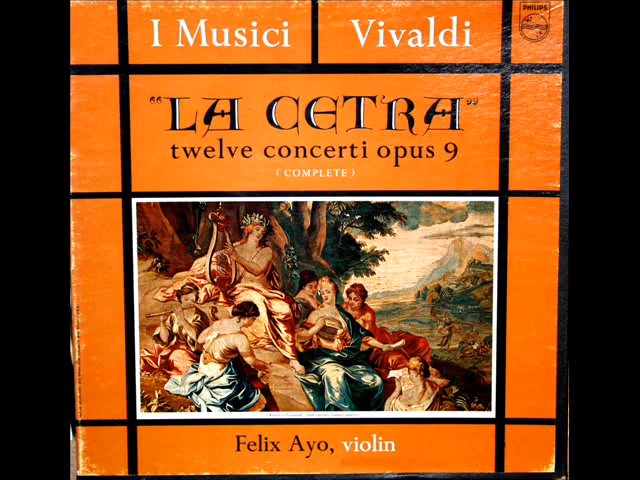 I Musici Vivaldi
PHILIPS
“LA CETRA”
twelve concerti opus 9
(COMPLETE)
Felix Ayo, violin